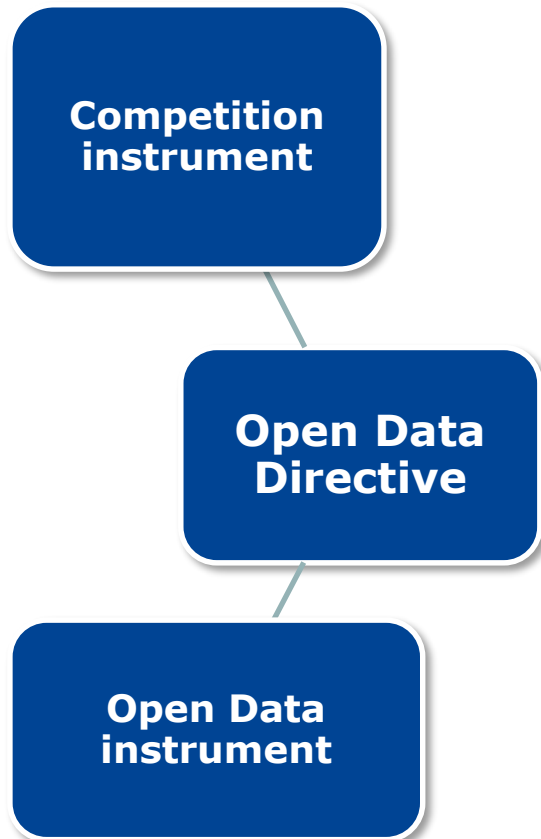 Competition
instrument
Open Data
Directive
Open Data
instrument